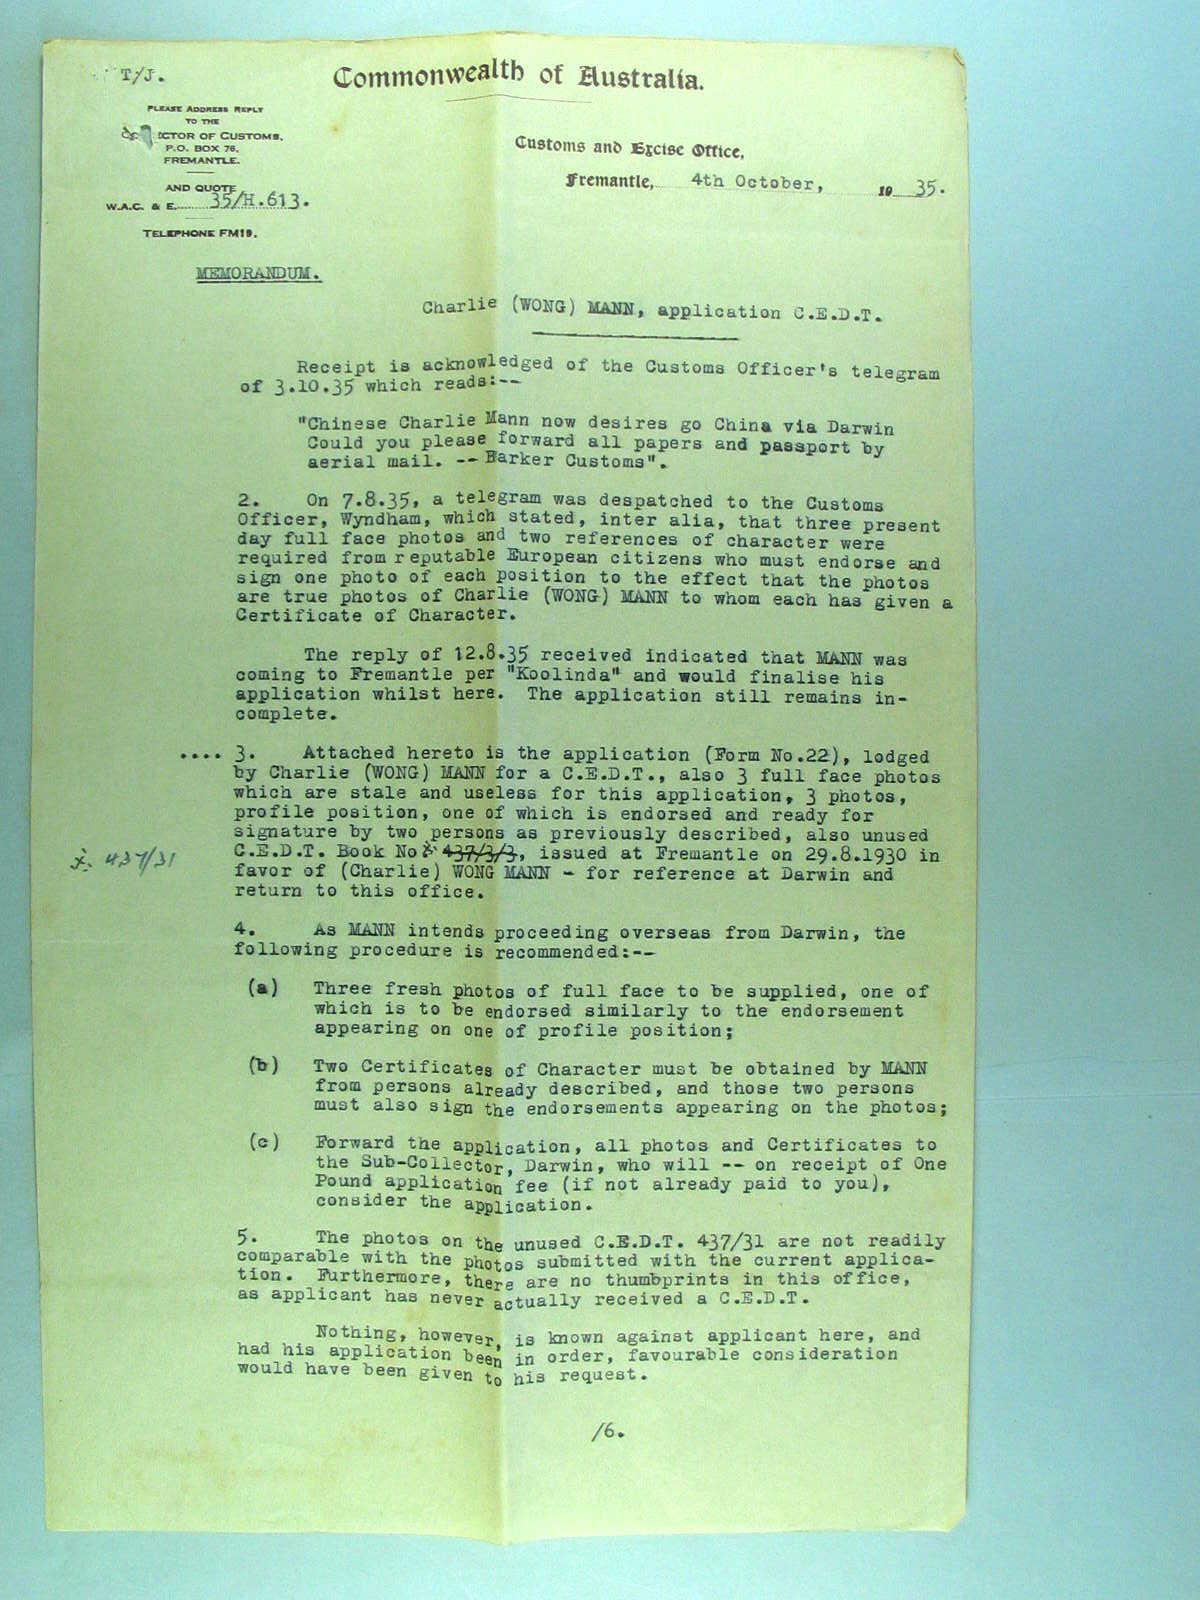 T/J.
Commonwealth of Australia.
PLEASE ADDRESS REPLY
TO THE
CTOR OF CUSTOMS,
P.O. BOX 76,
FREMANTLE.
AND QUOTE
W.A.C. & E. 35/H.613.
TELEPHONE FM19.
Customs and Excise Office,
Fremantle, 4th October, 1935.
MEMORANDUM.
Charlie (WONG) MANN, application C.E.D.T.
Receipt is acknowledged of the Customs Officer's telegram
of 3.10.35 which reads:--
"Chinese Charlie Mann now desires go China via Darwin
Could you please forward all papers and passport by
aerial mail. -- Barker Customs".
2. On 7.8.35, a telegram was despatched to the Customs
Officer, Wyndham, which stated, inter alia, that three present
day full face photos and two references of character were
required from reputable European citizens who must endorse and
sign one photo of each position to the effect that the photos
are true photos of Charlie (WONG) MANN to whom each has given a
Certificate of Character.
The reply of 12.8.35 received indicated that MANN was
coming to Fremantle per "Koolinda" and would finalise his
application whilst here. The application still remains in-
complete.
.... 3. Attached hereto is the application (Form No.22), lodged
by Charlie (WONG) MANN for a C.E.D.T., also 3 full face photos
which are stale and useless for this application, 3 photos,
profile position, one of which is endorsed and ready for
signature by two persons as previously described, also unused
C.E.D.T. Book No x 437/3/3, issued at Fremantle on 29.8.1930 in
x. 437/31
favor of (Charlie) WONG MANN - for reference at Darwin and
return to this office.
4. As MANN intends proceeding overseas from Darwin, the
following procedure is recommended:--
(a) Three fresh photos of full face to be supplied, one of
which is to be endorsed similarly to the endorsement
appearing on one of profile position;
(b) Two Certificates of Character must be obtained by MANN
from persons already described, and those two persons
must also sign the endorsements appearing on the photos;
(c) Forward the application, all photos and Certificates to
the Sub-Collector, Darwin, who will -- on receipt of One
Pound application fee (if not already paid to you),
consider the application.
5. The photos on the unused C.E.D.T. 437/31 are not readily
comparable with the photos submitted with the current applica-
tion. Furthermore, there are no thumbprints in this office,
as applicant has never actually received a C.E.D.T.
Nothing, however, is known against applicant here, and
had his application been in order, favourable consideration
would have been given to his request.
/6.